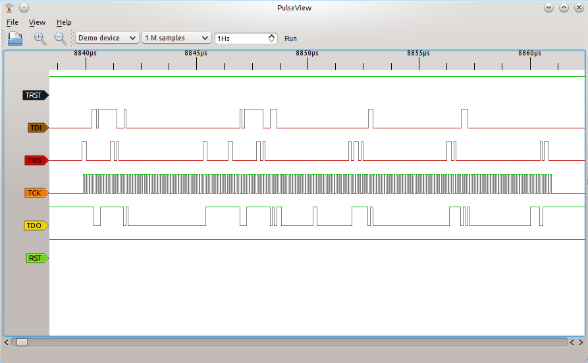 PulseView
File View Help
Demo device 1 M samples 1Hz Run
8840µs 8845µs 8850µs 8855µs 8860µs
TRST
TDI
TMS
TCK
TDO
RST